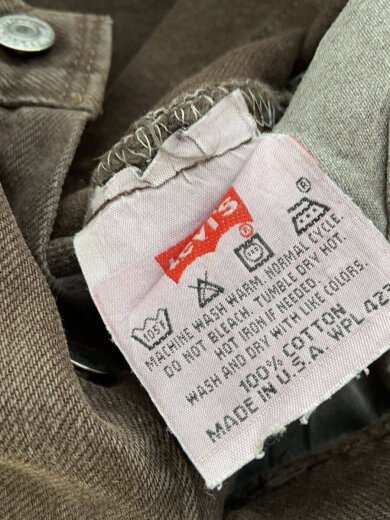 LEVI'S
®
105F
MACHINE WASH WARM, NORMAL CYCLE.
DO NOT BLEACH. TUMBLE DRY HOT.
HOT IRON IF NEEDED.
WASH AND DRY WITH LIKE COLORS.
100% COTTON
MADE IN U.S.A. WPL 423